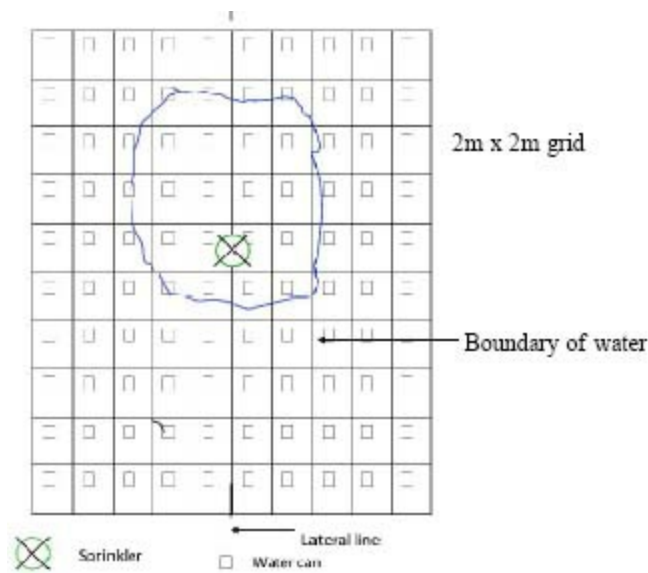 2m x 2m grid
Boundary of water
Lateral line
Sprinkler
Water can